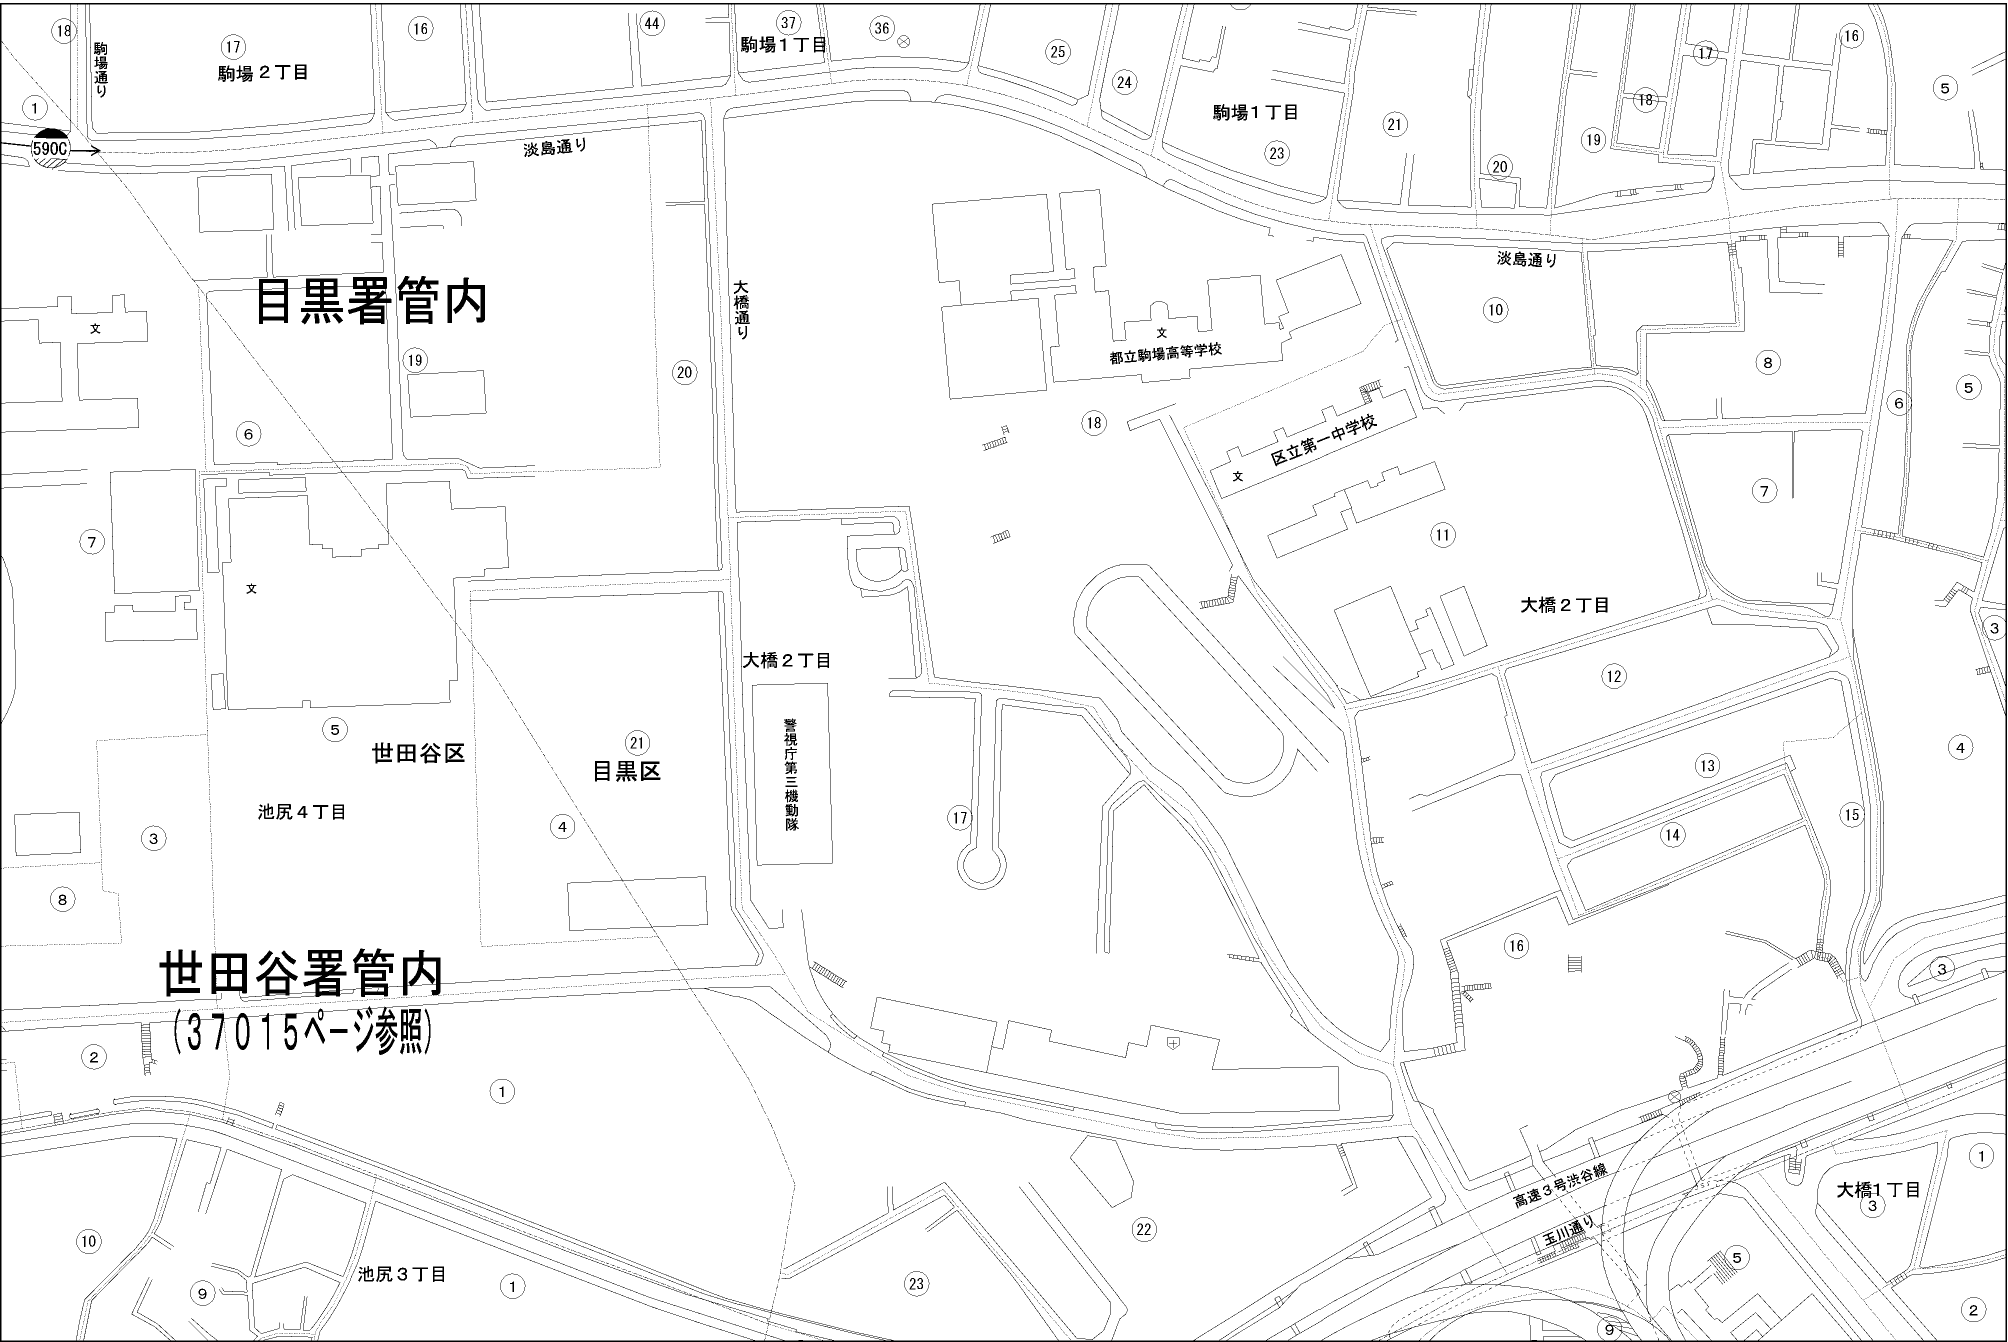 18
駒場通り
17
駒場２丁目
16
44
37
駒場１丁目
36
25
24
駒場１丁目
23
21
20
19
18
17
16
5
1
590C
淡島通り
淡島通り
目黒署管内
大橋通り
文
文
都立駒場高等学校
10
8
19
20
5
6
6
18
区立第一中学校
文
7
7
11
文
大橋２丁目
3
大橋２丁目
12
警視庁第三機動隊
5
世田谷区
21
目黒区
4
13
池尻４丁目
4
17
15
14
3
8
16
世田谷署管内
(３７０１５ページ参照)
3
2
1
高速３号渋谷線
玉川通り
1
大橋1丁目
3
22
10
5
池尻３丁目
9
1
23
2
9